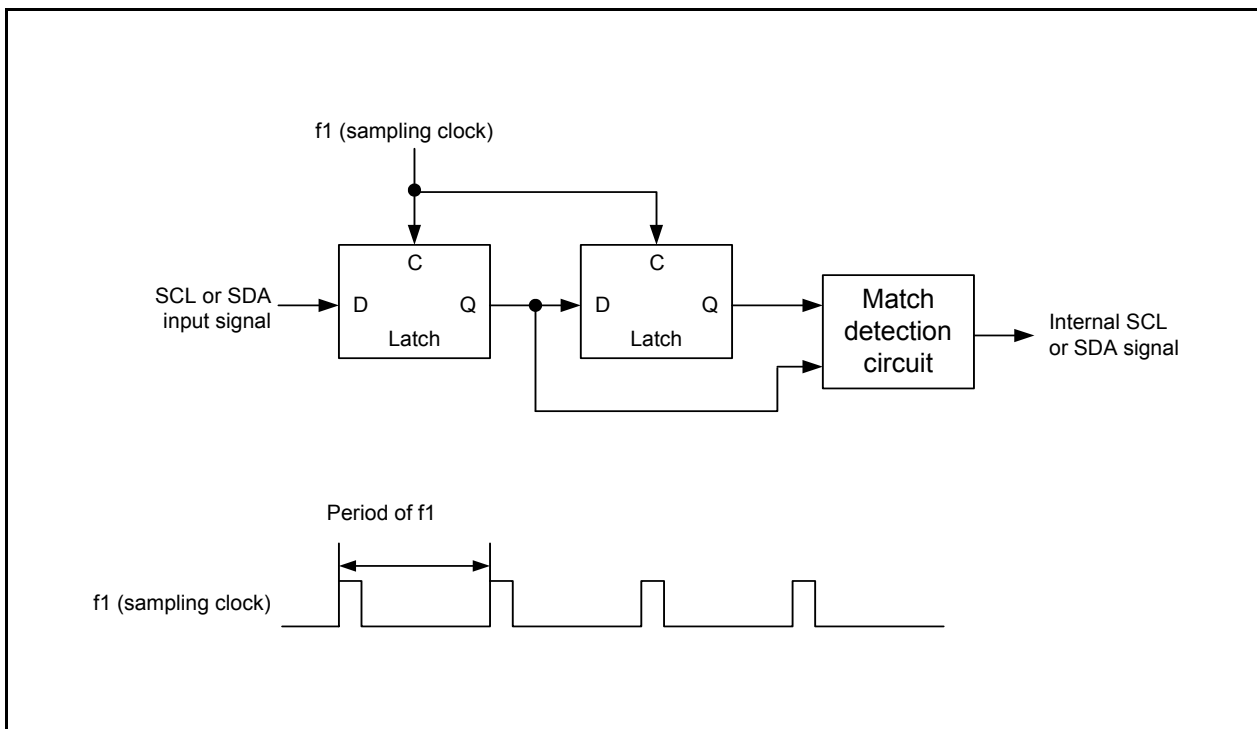 f1 (sampling clock)
C
C
SCL or SDA
input signal
D
Q
Latch
D
Q
Latch
Match
detection
circuit
Internal SCL
or SDA signal
Period of f1
f1 (sampling clock)